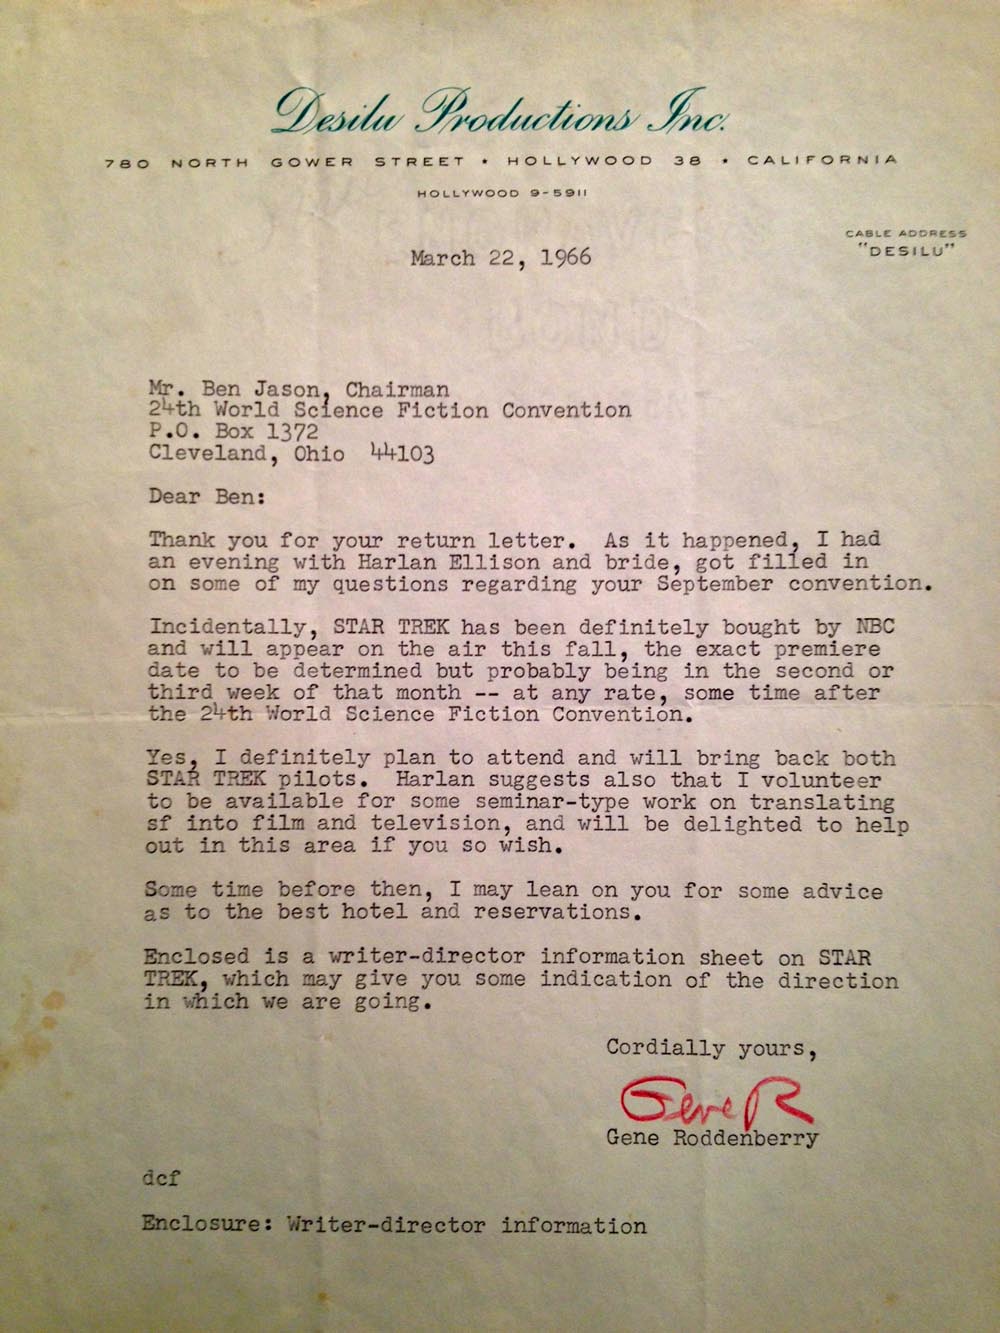 Desilu Productions Inc.
780 NORTH GOWER STREET • HOLLYWOOD 38 • CALIFORNIA
HOLLYWOOD 9-5911
CABLE ADDRESS
"DESILU"
March 22, 1966
Mr. Ben Jason, Chairman
24th World Science Fiction Convention
P.O. Box 1372
Cleveland, Ohio 44103
Dear Ben:
Thank you for your return letter. As it happened, I had
an evening with Harlan Ellison and bride, got filled in
on some of my questions regarding your September convention.
Incidentally, STAR TREK has been definitely bought by NBC
and will appear on the air this fall, the exact premiere
date to be determined but probably being in the second or
third week of that month -- at any rate, some time after
the 24th World Science Fiction Convention.
Yes, I definitely plan to attend and will bring back both
STAR TREK pilots. Harlan suggests also that I volunteer
to be available for some seminar-type work on translating
sf into film and television, and will be delighted to help
out in this area if you so wish.
Some time before then, I may lean on you for some advice
as to the best hotel and reservations.
Enclosed is a writer-director information sheet on STAR
TREK, which may give you some indication of the direction
in which we are going.
Cordially yours,
Gene R
Gene Roddenberry
dcf
Enclosure: Writer-director information